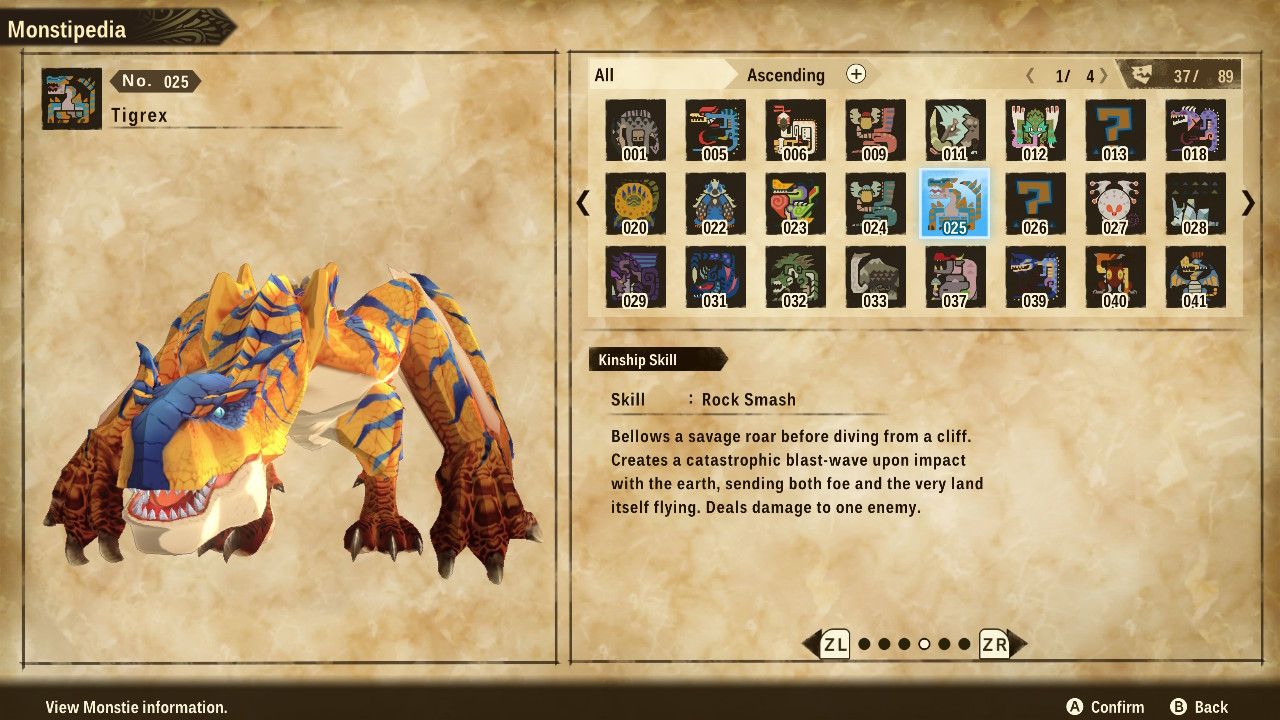 Monstipedia
No. 025
Tigrex
All
Ascending
1/ 4
37/ 89
001 005 006 009 011 012 013 018
020 022 023 024 025 026 027 028
029 031 032 033 037 039 040 041
Kinship Skill
Skill : Rock Smash
Bellows a savage roar before diving from a cliff.
Creates a catastrophic blast-wave upon impact
with the earth, sending both foe and the very land
itself flying. Deals damage to one enemy.
ZL ZR
View Monstie information.
A Confirm B Back